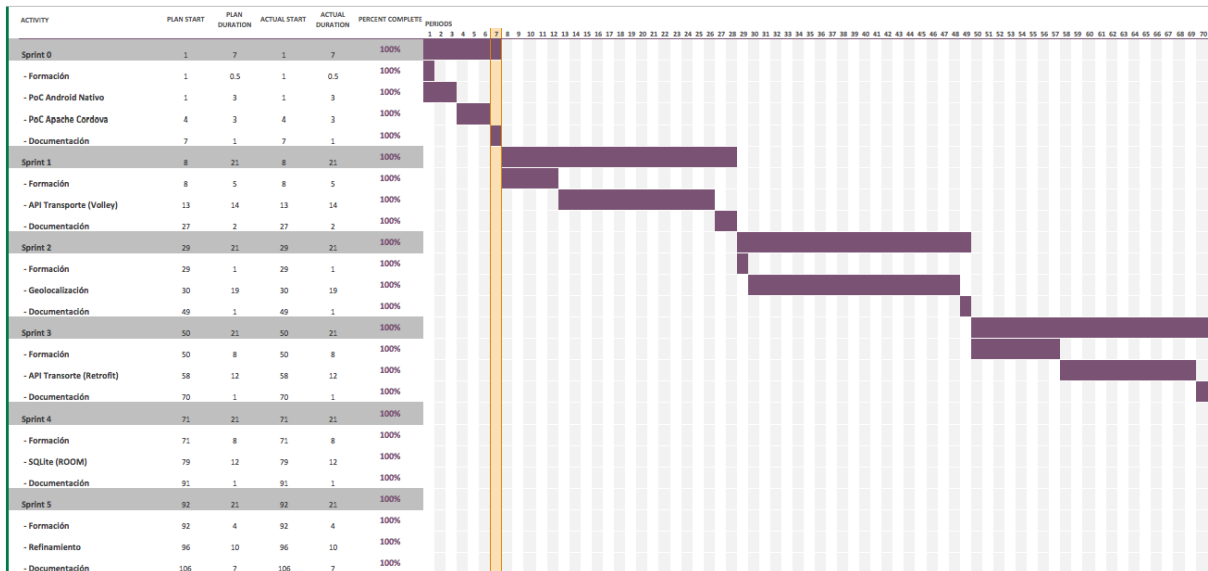 ACTIVITY PLAN START PLAN DURATION ACTUAL START ACTUAL DURATION PERCENT COMPLETE PERIODS
1 2 3 4 5 6 7 8 9 10 11 12 13 14 15 16 17 18 19 20 21 22 23 24 25 26 27 28 29 30 31 32 33 34 35 36 37 38 39 40 41 42 43 44 45 46 47 48 49 50 51 52 53 54 55 56 57 58 59 60 61 62 63 64 65 66 67 68 69 70
Sprint 0 1 7 1 7 100%
- Formación 1 0.5 1 0.5 100%
- PoC Android Nativo 1 3 1 3 100%
- PoC Apache Cordova 4 3 4 3 100%
- Documentación 7 1 7 1 100%
Sprint 1 8 21 8 21 100%
- Formación 8 5 8 5 100%
- API Transporte (Volley) 13 14 13 14 100%
- Documentación 27 2 27 2 100%
Sprint 2 29 21 29 21 100%
- Formación 29 1 29 1 100%
- Geolocalización 30 19 30 19 100%
- Documentación 49 1 49 1 100%
Sprint 3 50 21 50 21 100%
- Formación 50 8 50 8 100%
- API Transorte (Retrofit) 58 12 58 12 100%
- Documentación 70 1 70 1 100%
Sprint 4 71 21 71 21 100%
- Formación 71 8 71 8 100%
- SQLite (ROOM) 79 12 79 12 100%
- Documentación 91 1 91 1 100%
Sprint 5 92 21 92 21 100%
- Formación 92 4 92 4 100%
- Refinamiento 96 10 96 10 100%
- Documentación 106 7 106 7 100%